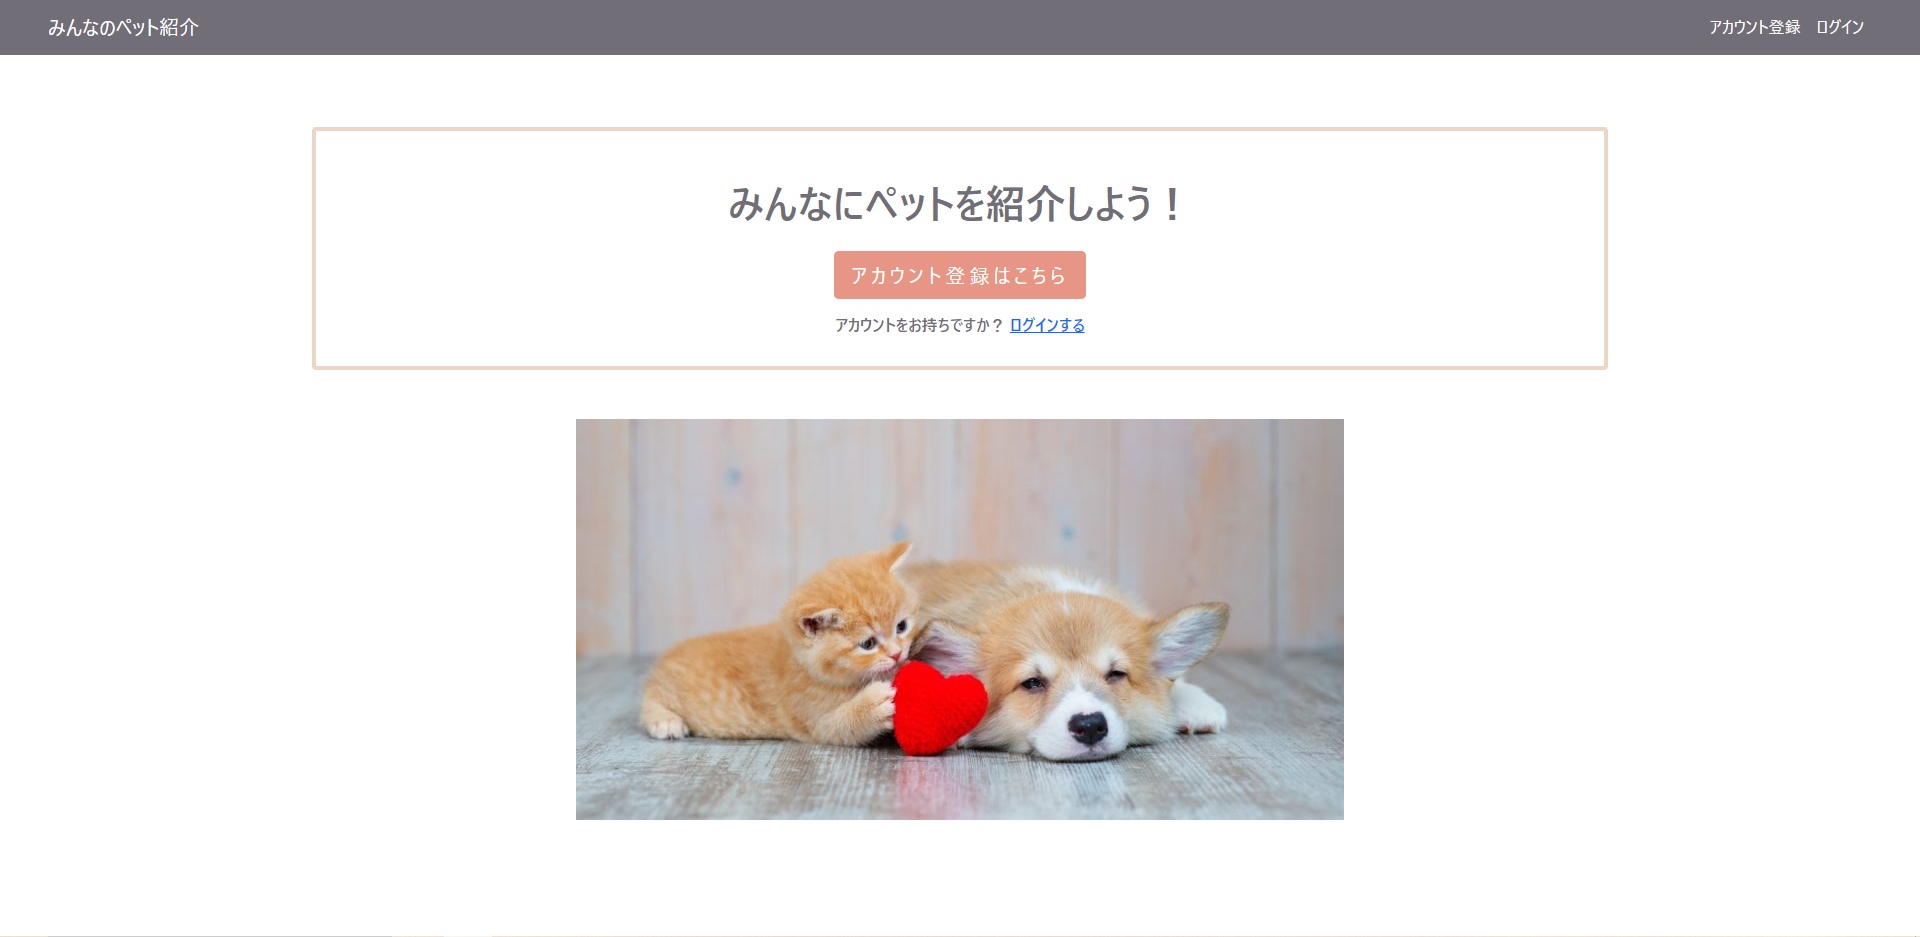 みんなのペット紹介
アカウント登録 ログイン
みんなにペットを紹介しよう！
アカウント登録はこちら
アカウントをお持ちですか？ ログインする